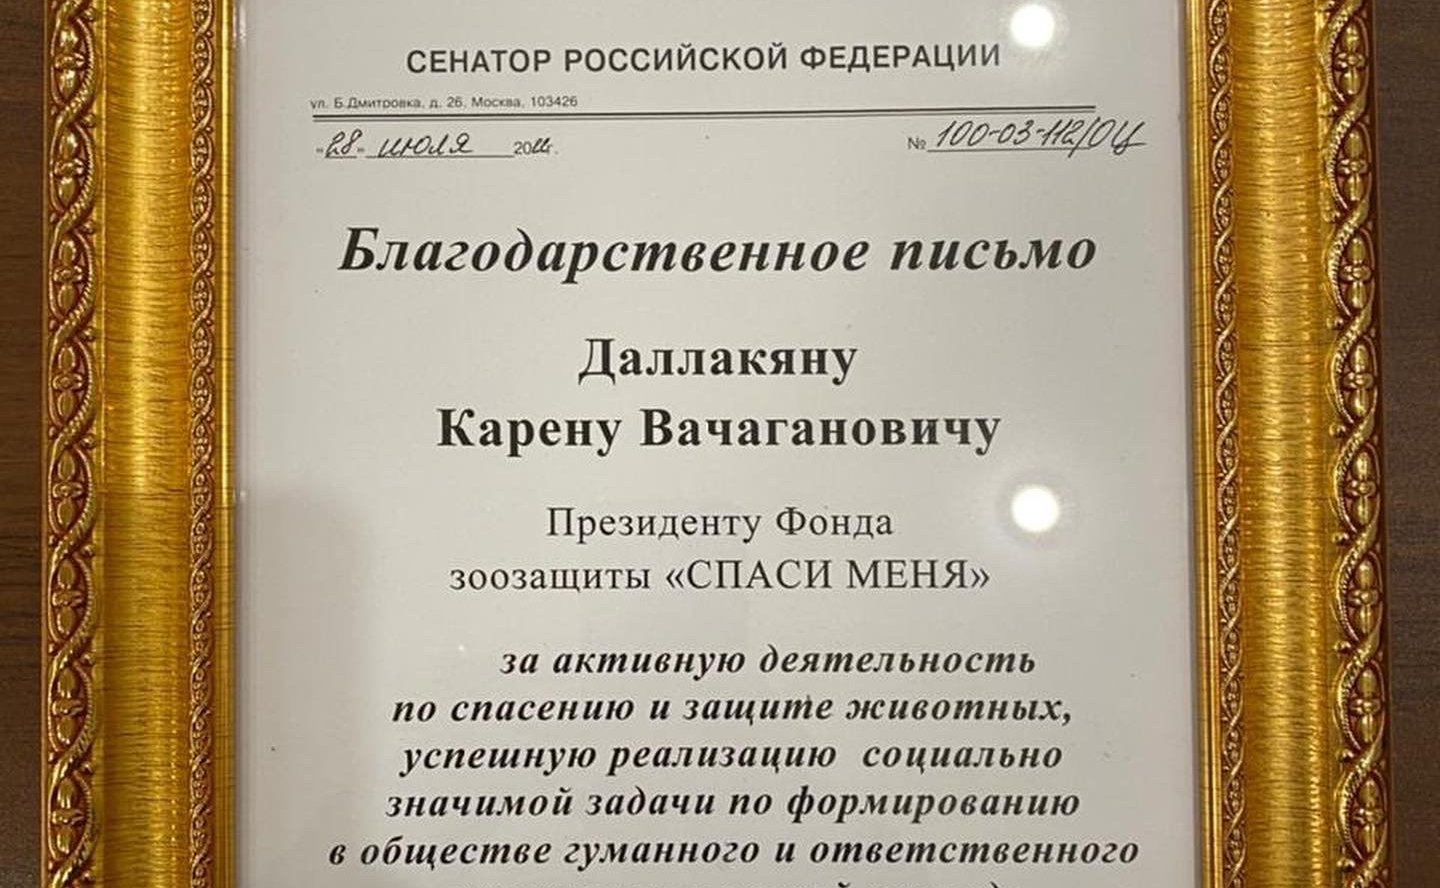 СЕНАТОР РОССИЙСКОЙ ФЕДЕРАЦИИ
ул. Б.Дмитровка, д. 26, Москва, 103426
"28" июля 2022г.
№ 100-03-112/ОЦ
Благодарственное письмо
Даллакяну
Карену Вачагановичу
Президенту Фонда
зоозащиты «СПАСИ МЕНЯ»
за активную деятельность
по спасению и защите животных,
успешную реализацию социально
значимой задачи по формированию
в обществе гуманного и ответственного